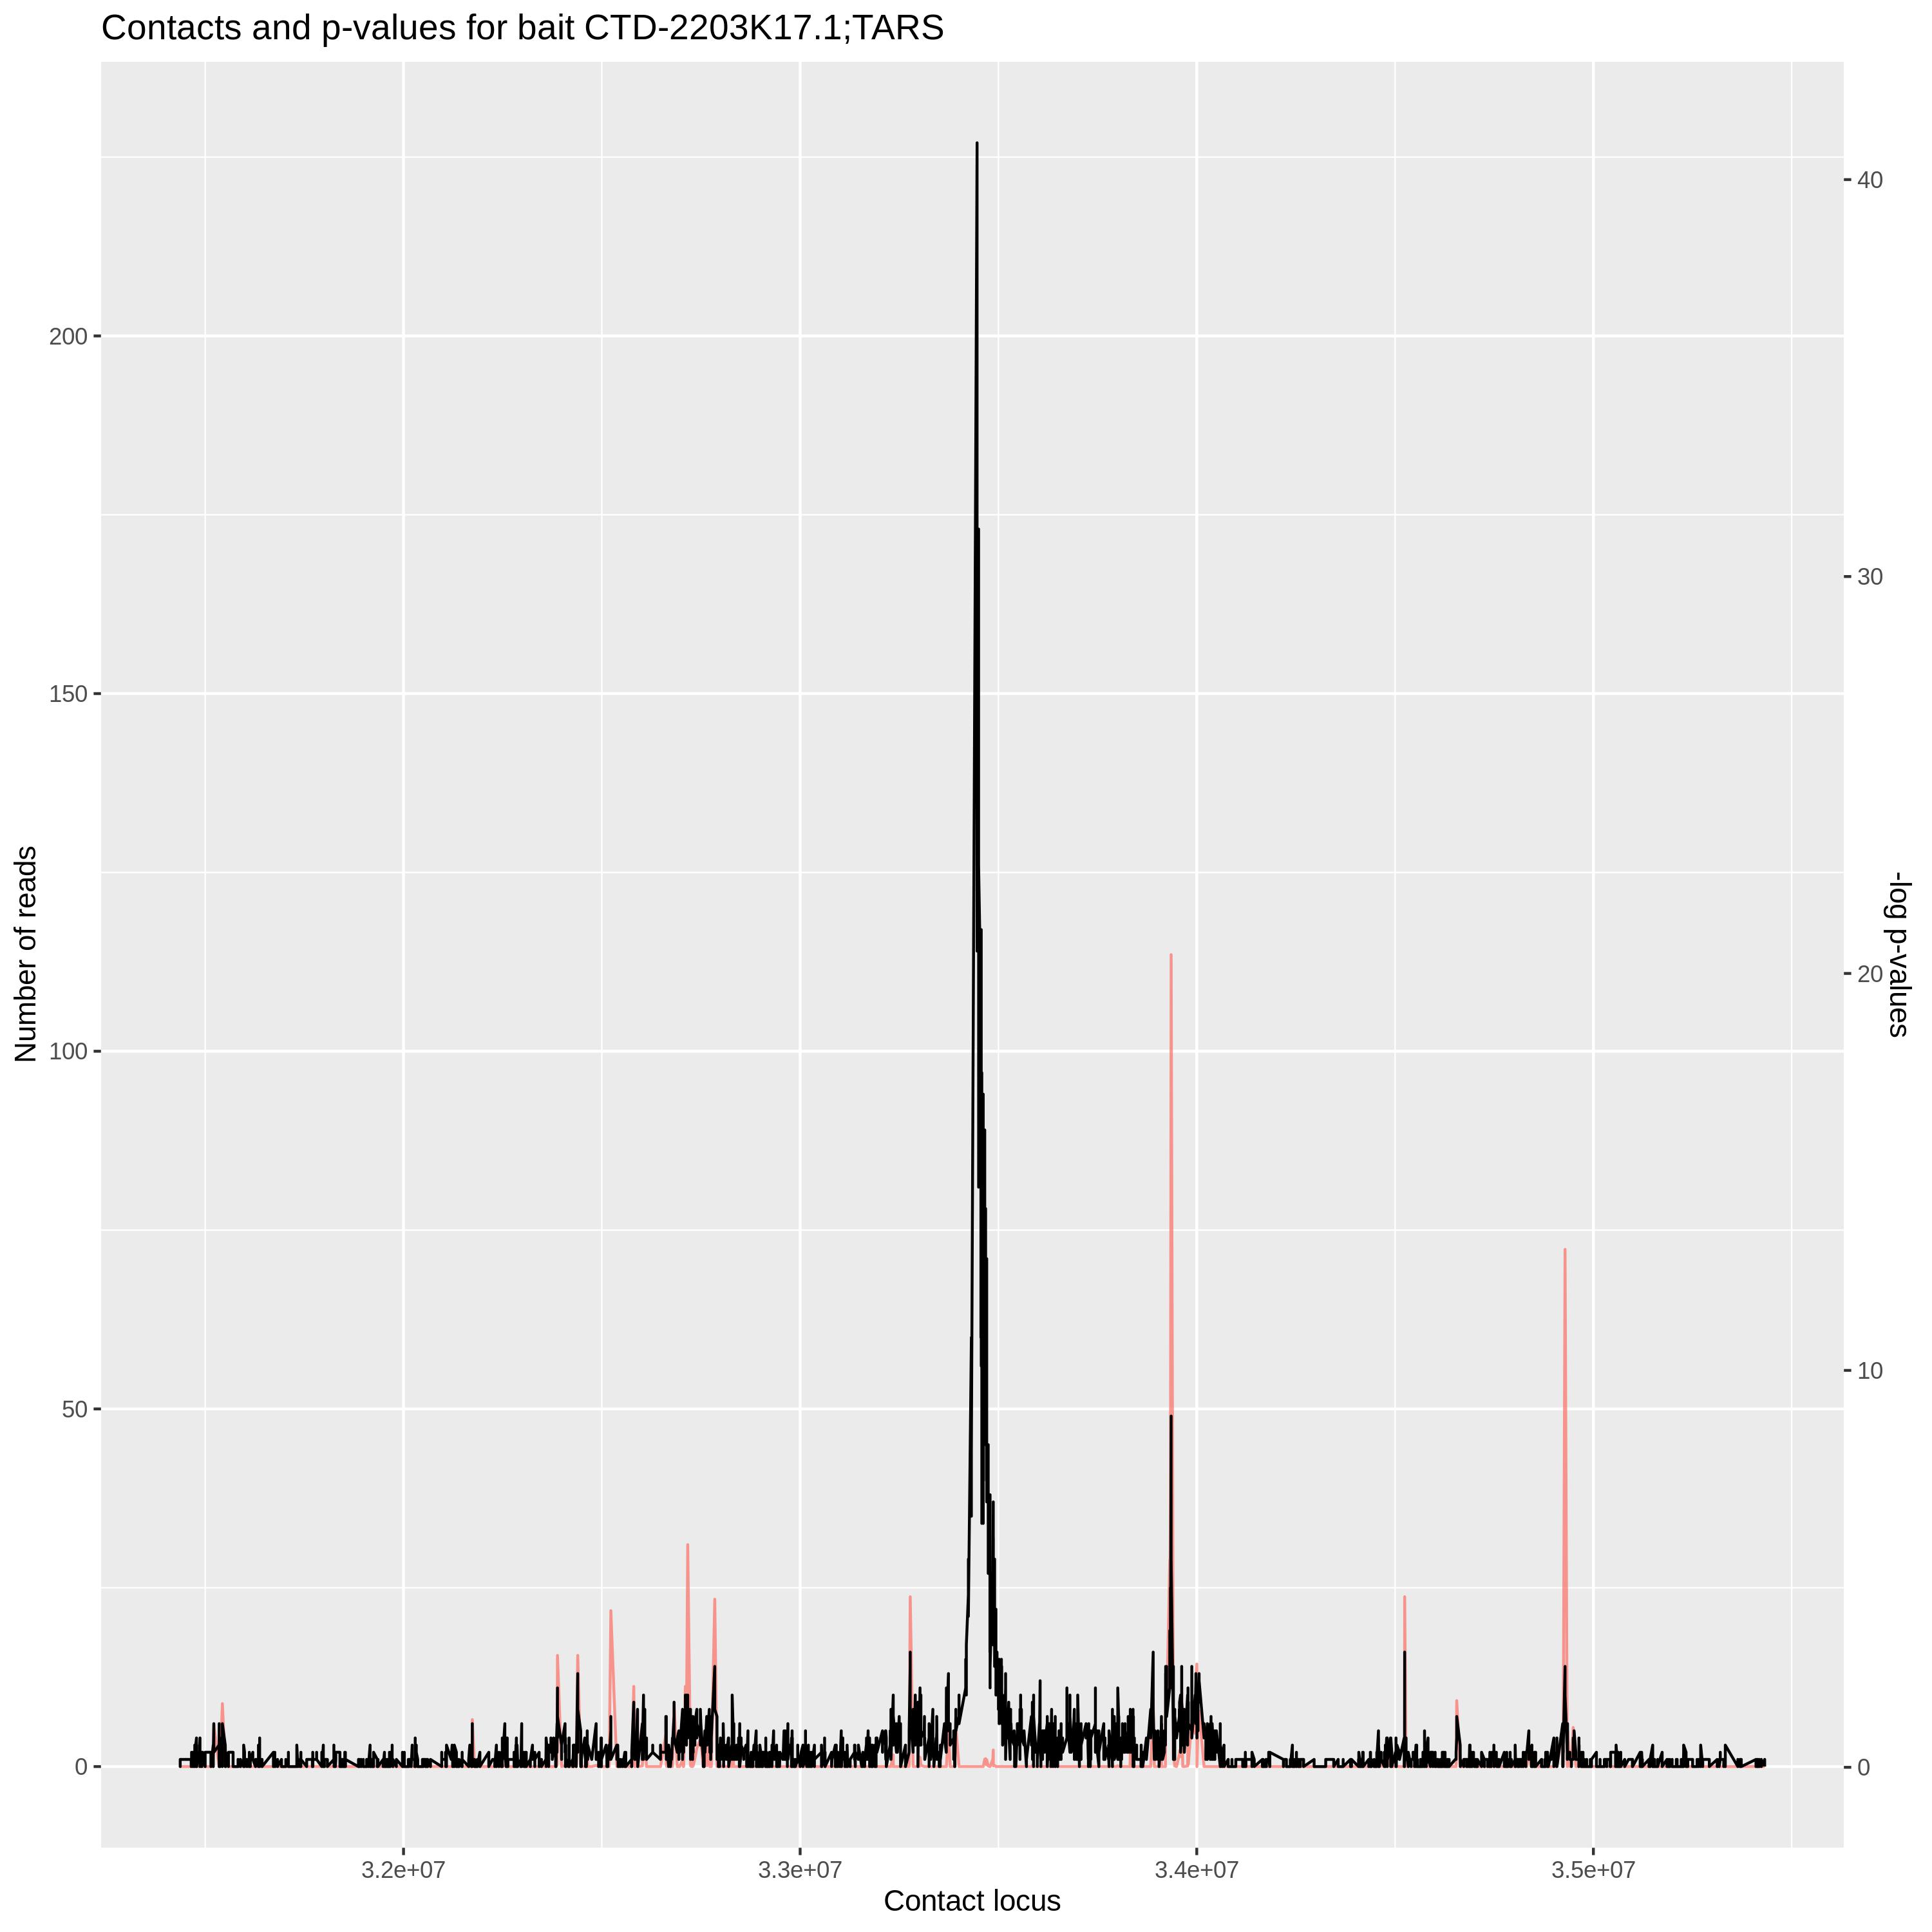 Contacts and p-values for bait CTD-2203K17.1;TARS
200
150
100
50
0
Number of reads
40
30
20
10
0
-log p-values
3.2e+07 3.3e+07 3.4e+07 3.5e+07
Contact locus